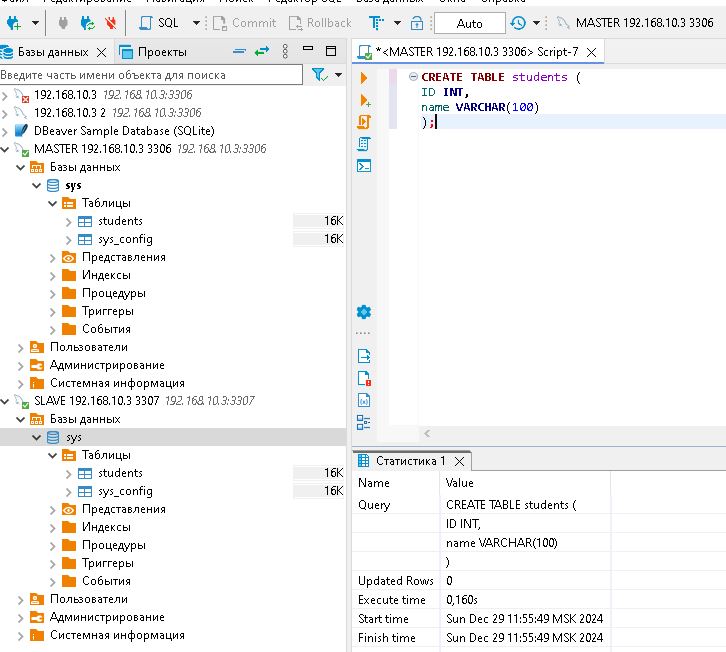 SQL Commit Rollback Auto MASTER 192.168.10.3 3306
Базы данных Проекты
Введите часть имени объекта для поиска
192.168.10.3 192.168.10.3:3306
192.168.10.3 2 192.168.10.3:3306
DBeaver Sample Database (SQLite)
MASTER 192.168.10.3 3306 192.168.10.3:3306
Базы данных
sys
Таблицы
students 16K
sys_config 16K
Представления
Индексы
Процедуры
Триггеры
События
Пользователи
Администрирование
Системная информация
SLAVE 192.168.10.3 3307 192.168.10.3:3307
Базы данных
sys
Таблицы
students 16K
sys_config 16K
Представления
Индексы
Процедуры
Триггеры
События
Пользователи
Администрирование
Системная информация
*<MASTER 192.168.10.3 3306> Script-7
CREATE TABLE students (
ID INT,
name VARCHAR(100)
);
Статистика 1
Name Value
Query CREATE TABLE students (
ID INT,
name VARCHAR(100)
)
Updated Rows 0
Execute time 0,160s
Start time Sun Dec 29 11:55:49 MSK 2024
Finish time Sun Dec 29 11:55:49 MSK 2024